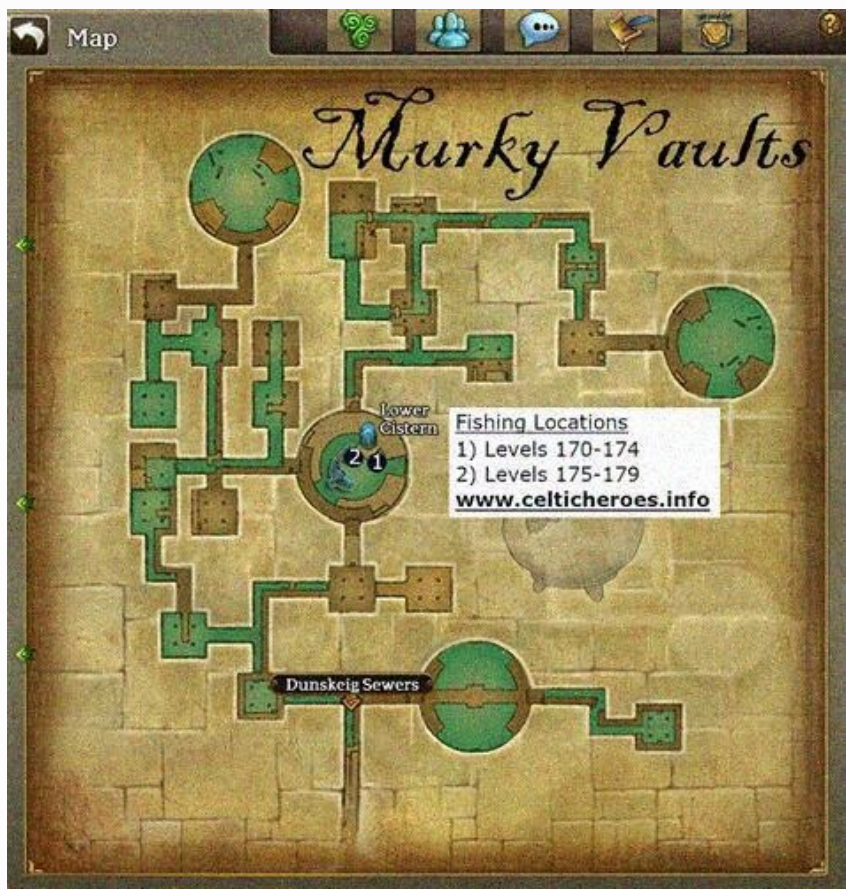 Map
?
Murky Vaults
Lower
Cistern
2 1
Fishing Locations
1) Levels 170-174
2) Levels 175-179
www.celticheroes.info
Dunskeig Sewers